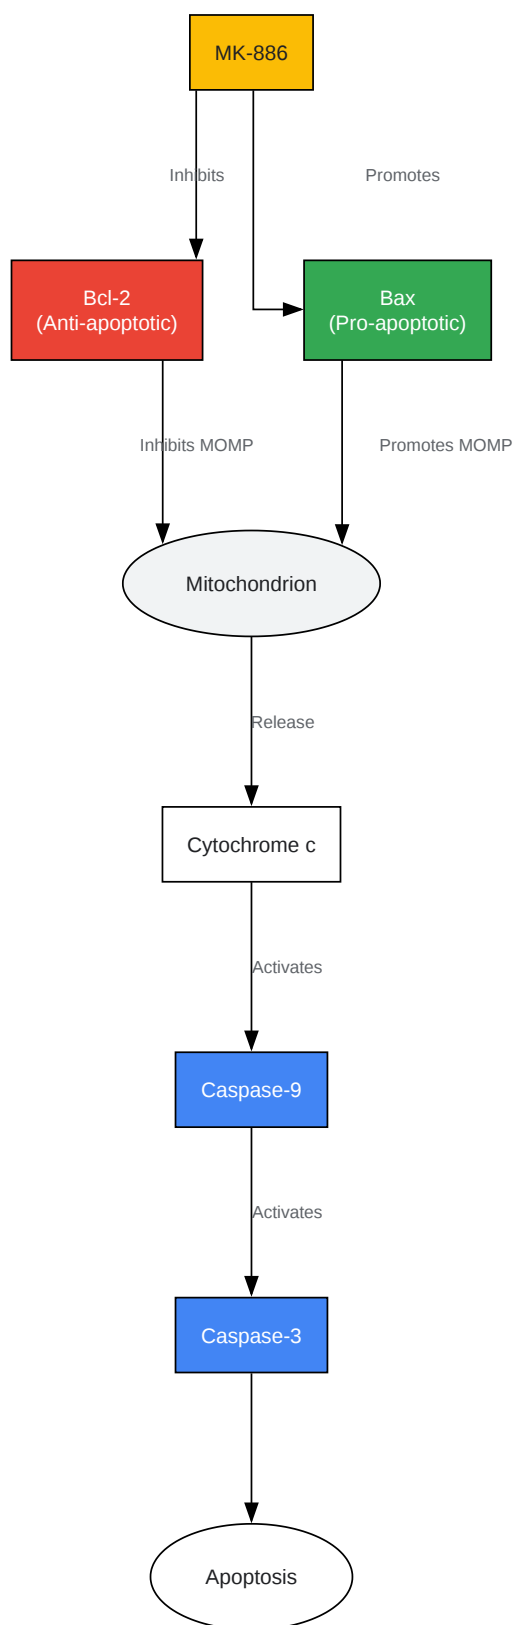 MK-886
Inhibits
Promotes
Bcl-2
(Anti-apoptotic)
Bax
(Pro-apoptotic)
Inhibits MOMP
Promotes MOMP
Mitochondrion
Release
Cytochrome c
Activates
Caspase-9
Activates
Caspase-3
Apoptosis